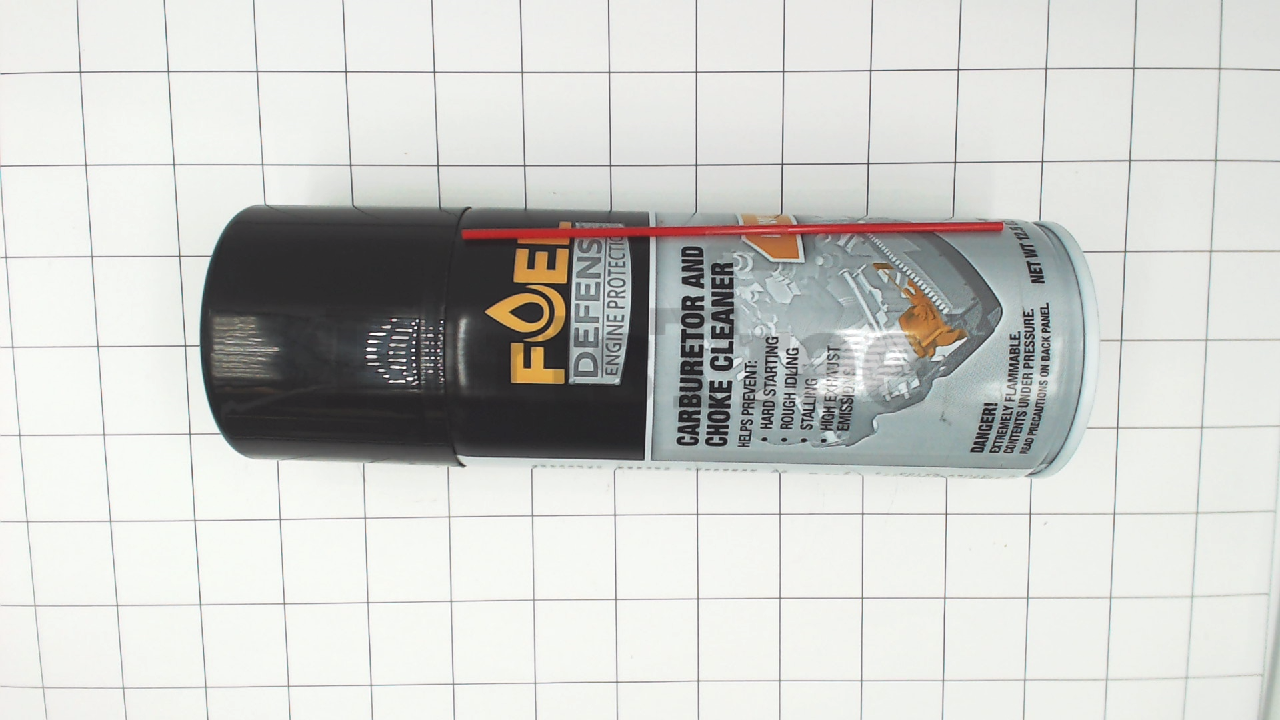 FUEL
DEFENSE
ENGINE PROTECTION
CARBURETOR AND
CHOKE CLEANER
HELPS PREVENT:
• HARD STARTING
• ROUGH IDLING
• STALLING
• HIGH EXHAUST
EMISSIONS
DANGER!
EXTREMELY FLAMMABLE.
CONTENTS UNDER PRESSURE.
READ PRECAUTIONS ON BACK PANEL.
NET WT